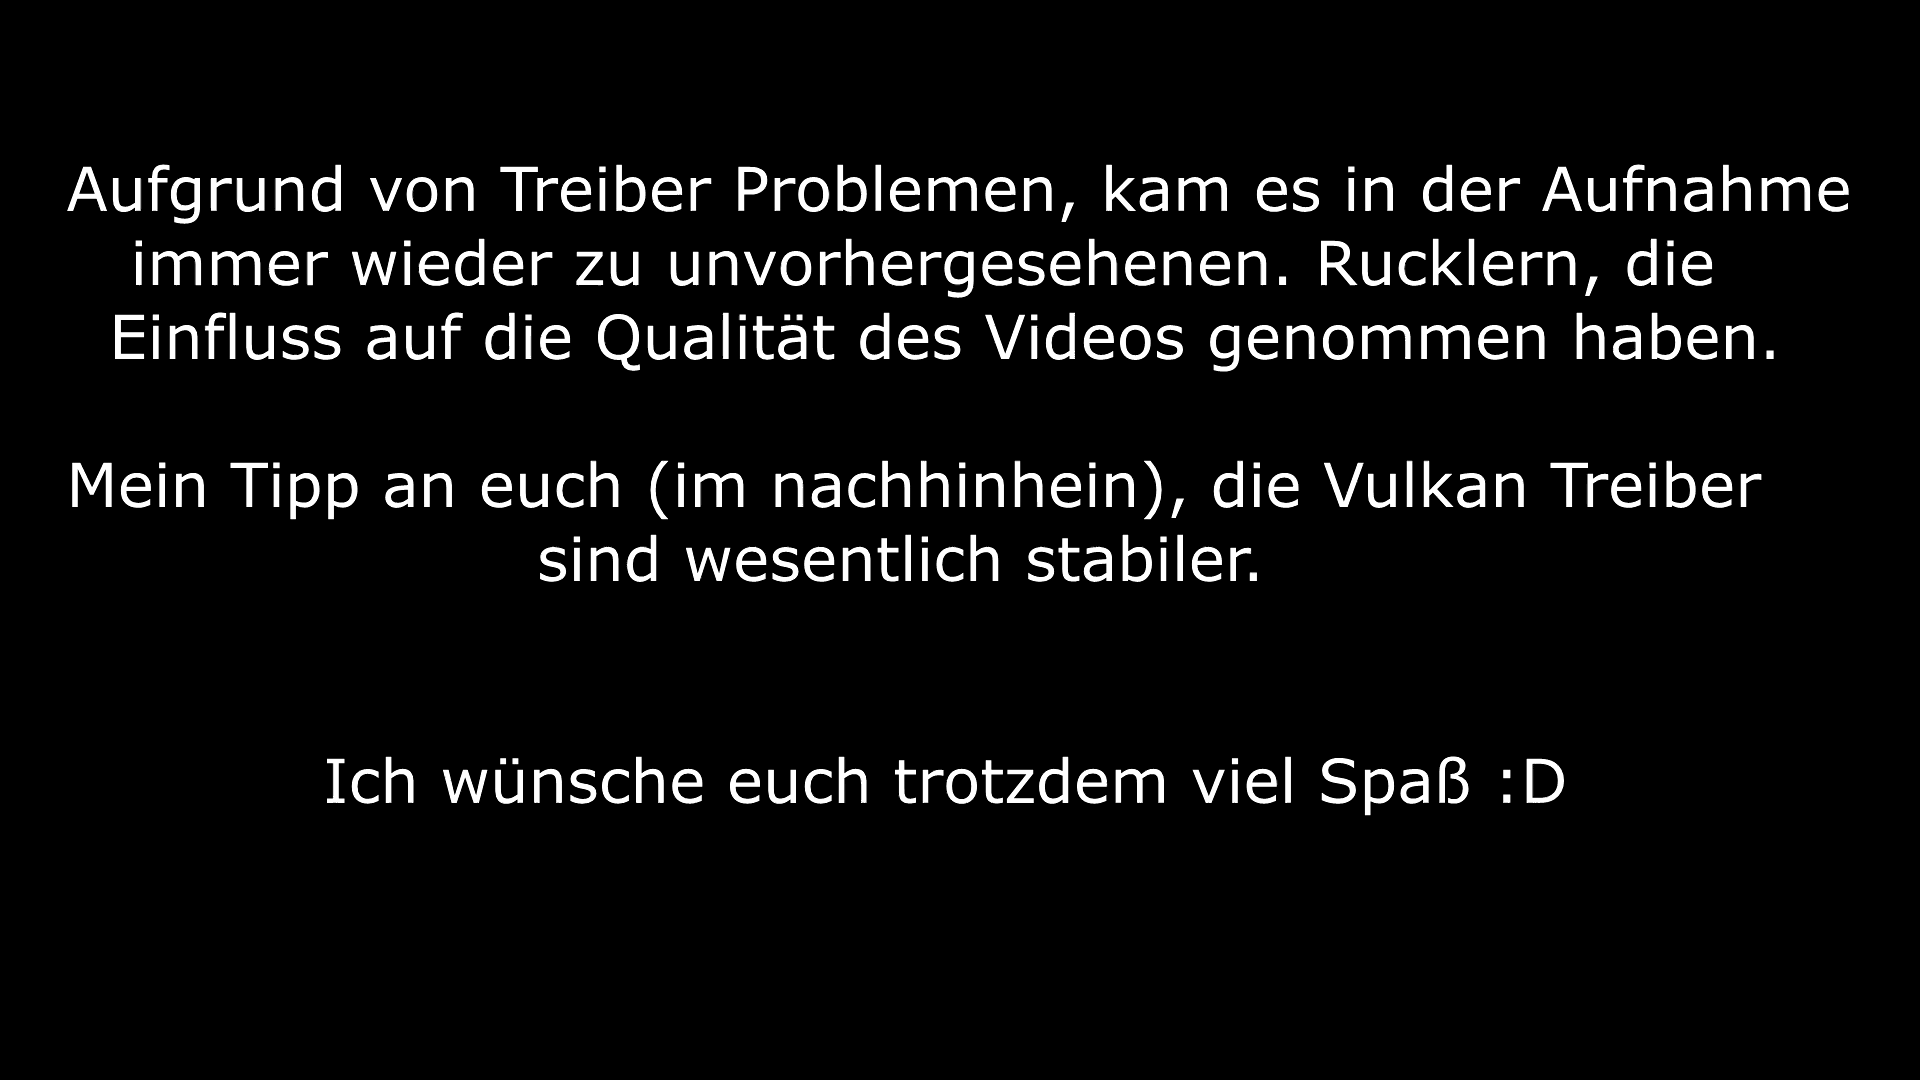 Aufgrund von Treiber Problemen, kam es in der Aufnahme
immer wieder zu unvorhergesehenen. Rucklern, die
Einfluss auf die Qualität des Videos genommen haben.
Mein Tipp an euch (im nachhinhein), die Vulkan Treiber
sind wesentlich stabiler.
Ich wünsche euch trotzdem viel Spaß :D